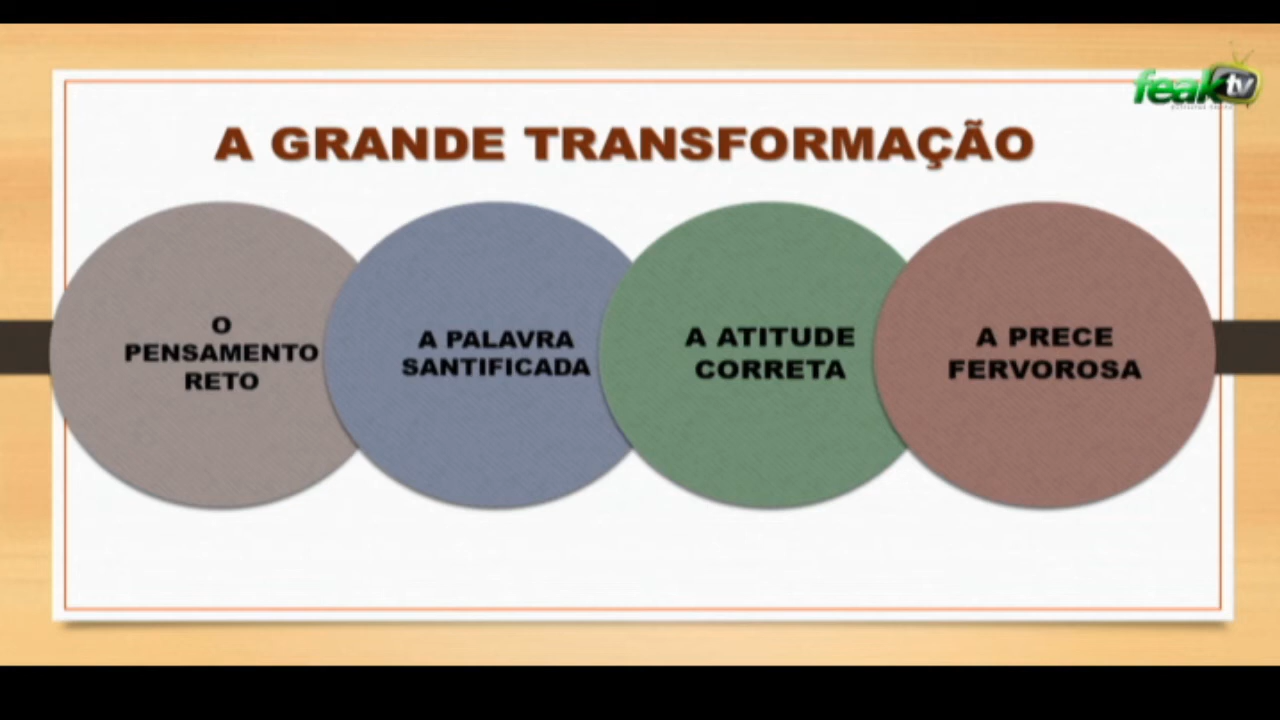 feak tv
A GRANDE TRANSFORMAÇÃO
O
PENSAMENTO
RETO
A PALAVRA
SANTIFICADA
A ATITUDE
CORRETA
A PRECE
FERVOROSA